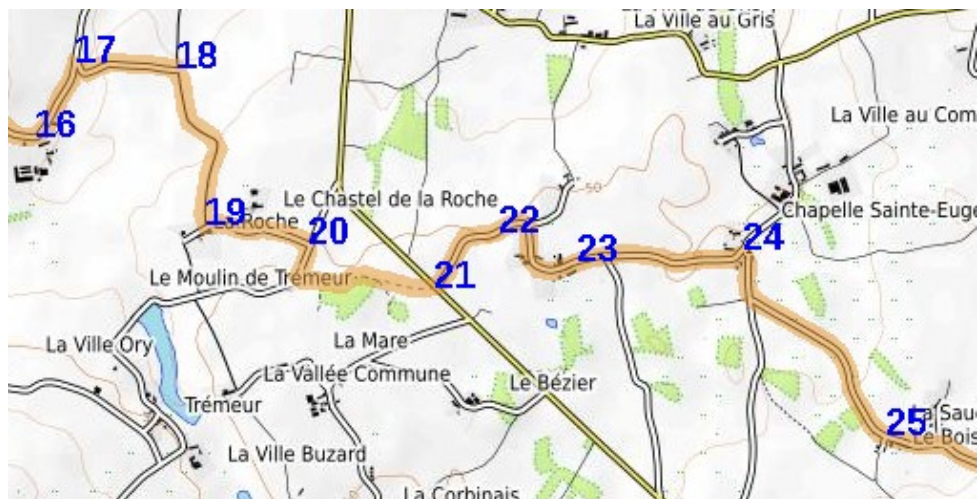 La Ville au Gris
17
18
16
La Ville au Com
50
Le Chastel de la Roche
19
La Roche
20
22
Chapelle Sainte-Euge
24
23
21
Le Moulin de Trémeur
La Ville Ory
La Mare
La Vallée Commune
Le Bézier
Trémeur
25
La Sau
Le Bois
La Ville Buzard
La Corbinais